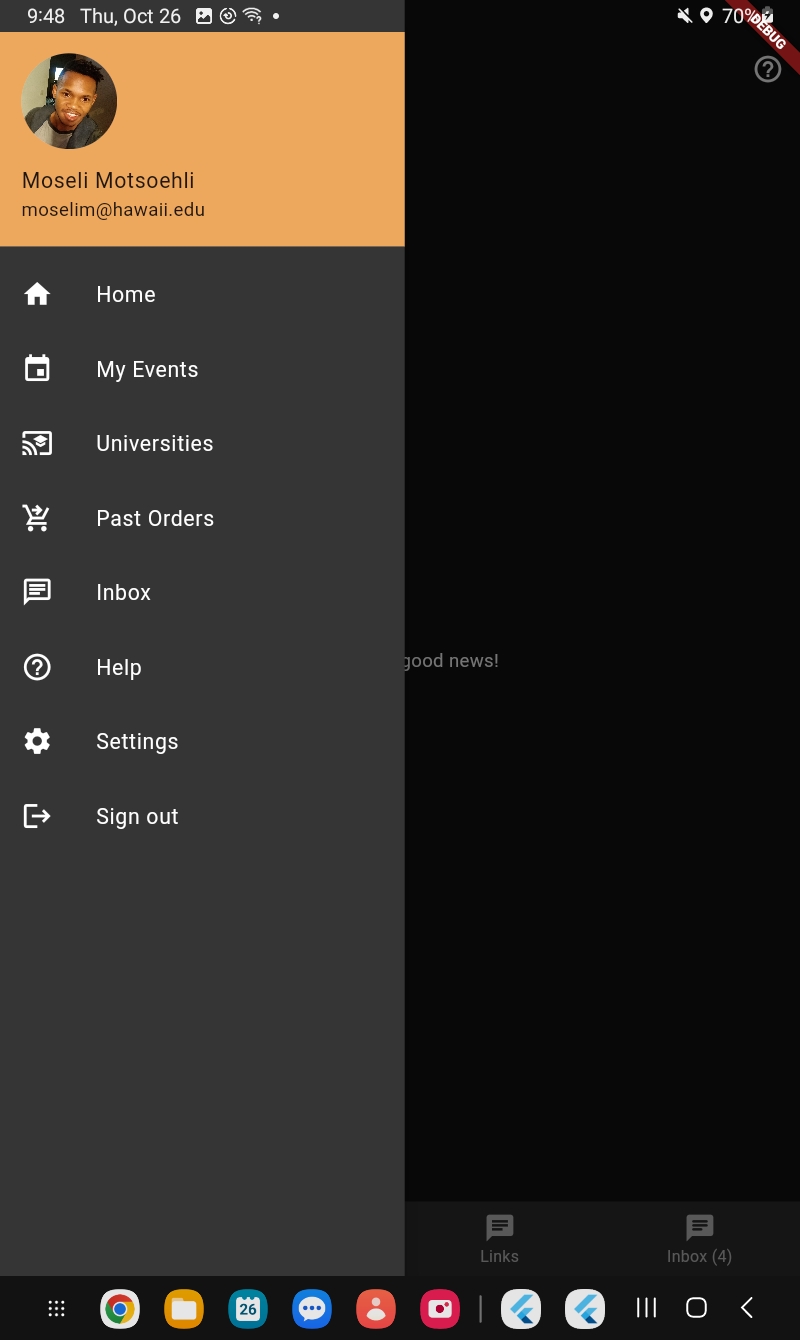 9:48 Thu, Oct 26
70%
DEBUG
Moseli Motsoehli
moselim@hawaii.edu
Home
My Events
Universities
Past Orders
Inbox
good news!
Help
Settings
Sign out
Links
Inbox (4)
26